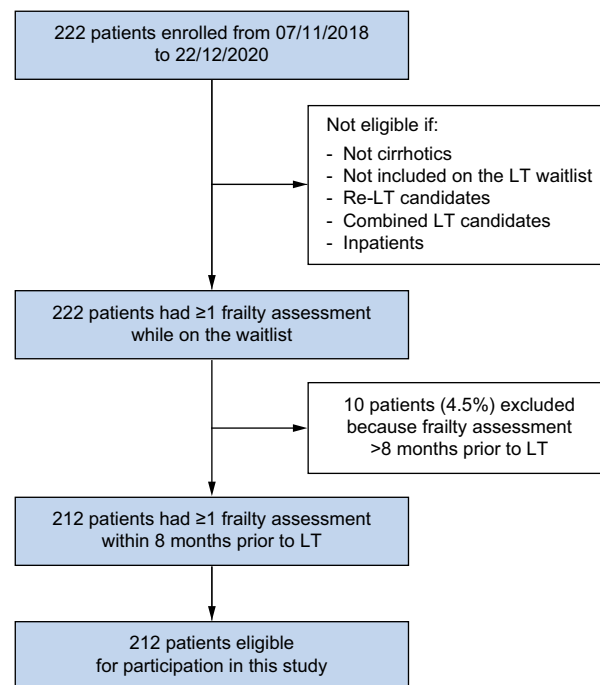 222 patients enrolled from 07/11/2018
to 22/12/2020
Not eligible if:
- Not cirrhotics
- Not included on the LT waitlist
- Re-LT candidates
- Combined LT candidates
- Inpatients
222 patients had ≥1 frailty assessment
while on the waitlist
10 patients (4.5%) excluded
because frailty assessment
>8 months prior to LT
212 patients had ≥1 frailty assessment
within 8 months prior to LT
212 patients eligible
for participation in this study